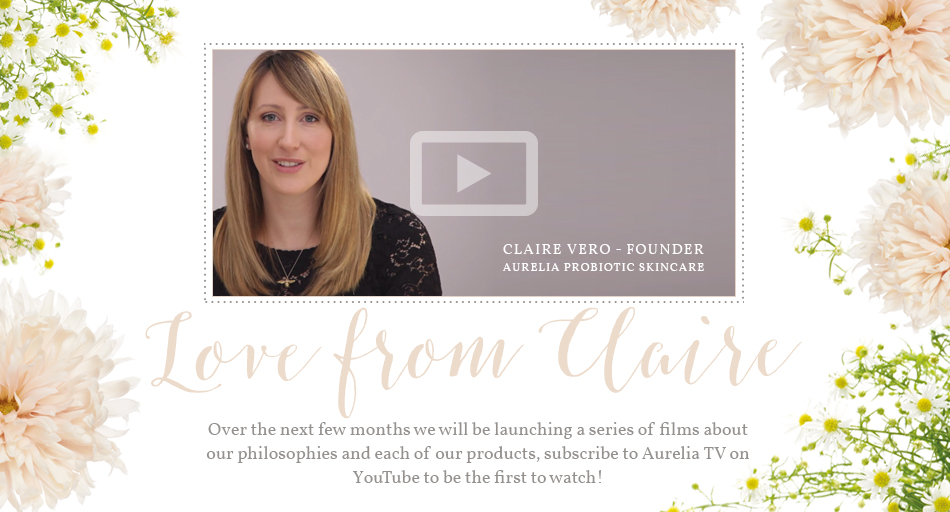 CLAIRE VERO - FOUNDER
AURELIA PROBIOTIC SKINCARE
Love from Claire
Over the next few months we will be launching a series of films about
our philosophies and each of our products, subscribe to Aurelia TV on
YouTube to be the first to watch!